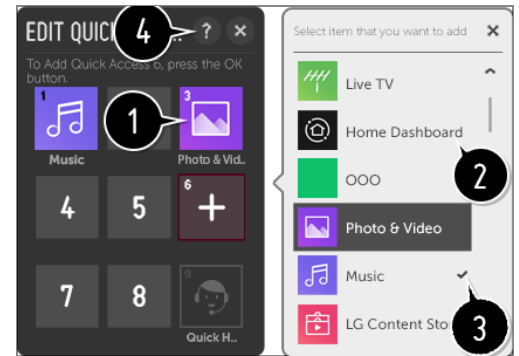 EDIT QUIC
4
..
?
To Add Quick Access 6, press the OK
button.
1
3
1
Music
Photo & Vid..
4
5
6
7
8
9
Quick H..
Select item that you want to add
Live TV
Home Dashboard
2
OOO
Photo & Video
Music
3
LG Content Sto